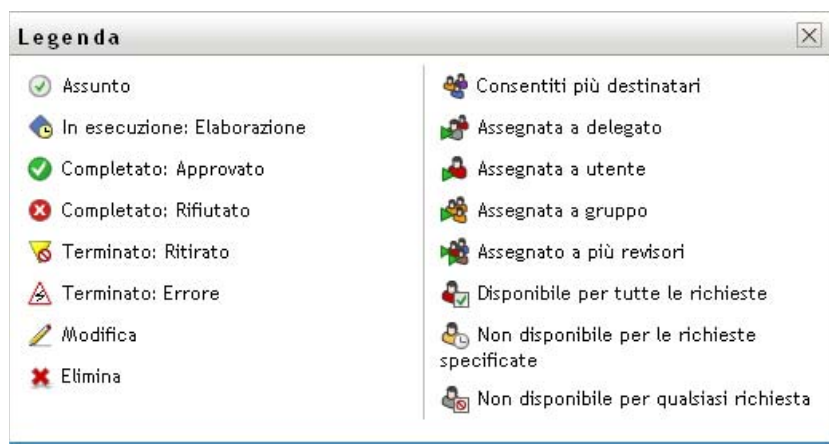 Legenda
Assunto
In esecuzione: Elaborazione
Completato: Approvato
Completato: Rifiutato
Terminato: Ritirato
Terminato: Errore
Modifica
Elimina
Consentiti più destinatari
Assegnata a delegato
Assegnata a utente
Assegnata a gruppo
Assegnato a più revisori
Disponibile per tutte le richieste
Non disponibile per le richieste
specificate
Non disponibile per qualsiasi richiesta